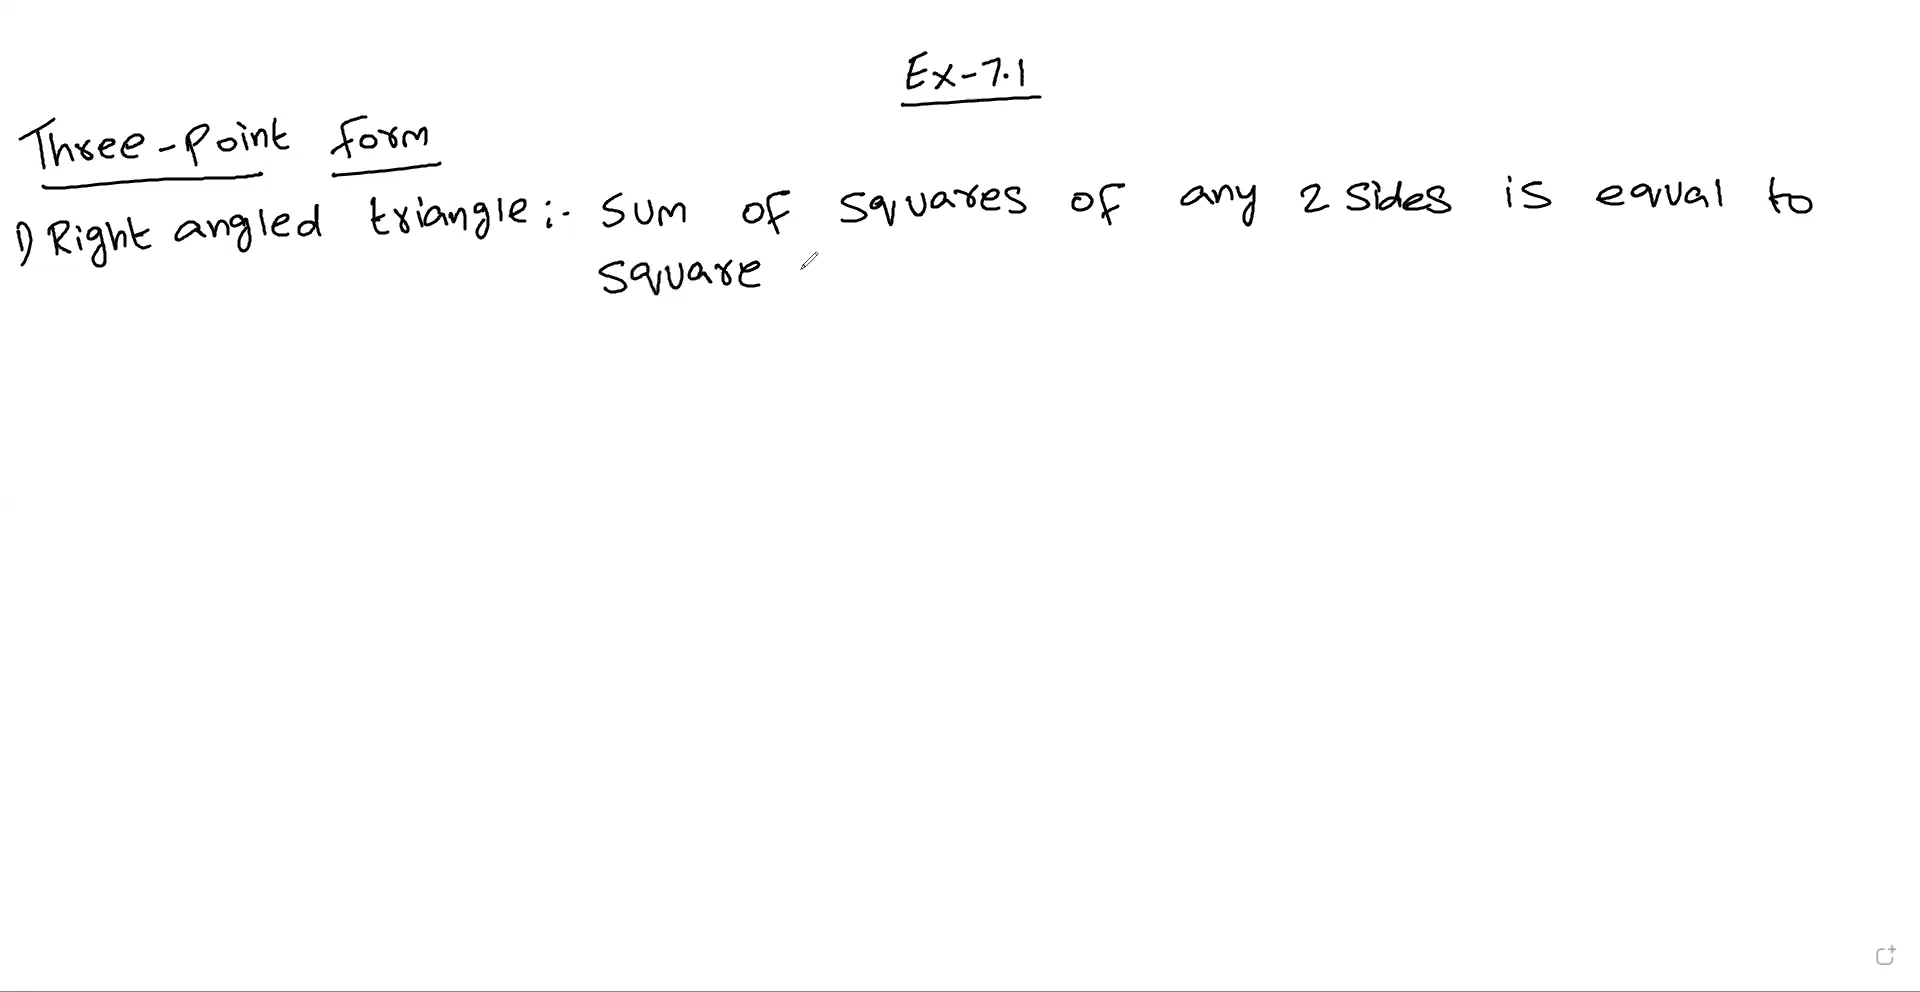 Ex-7.1
Three-Point form
1) Right angled triangle:- sum of squares of any 2 sides is equal to
square